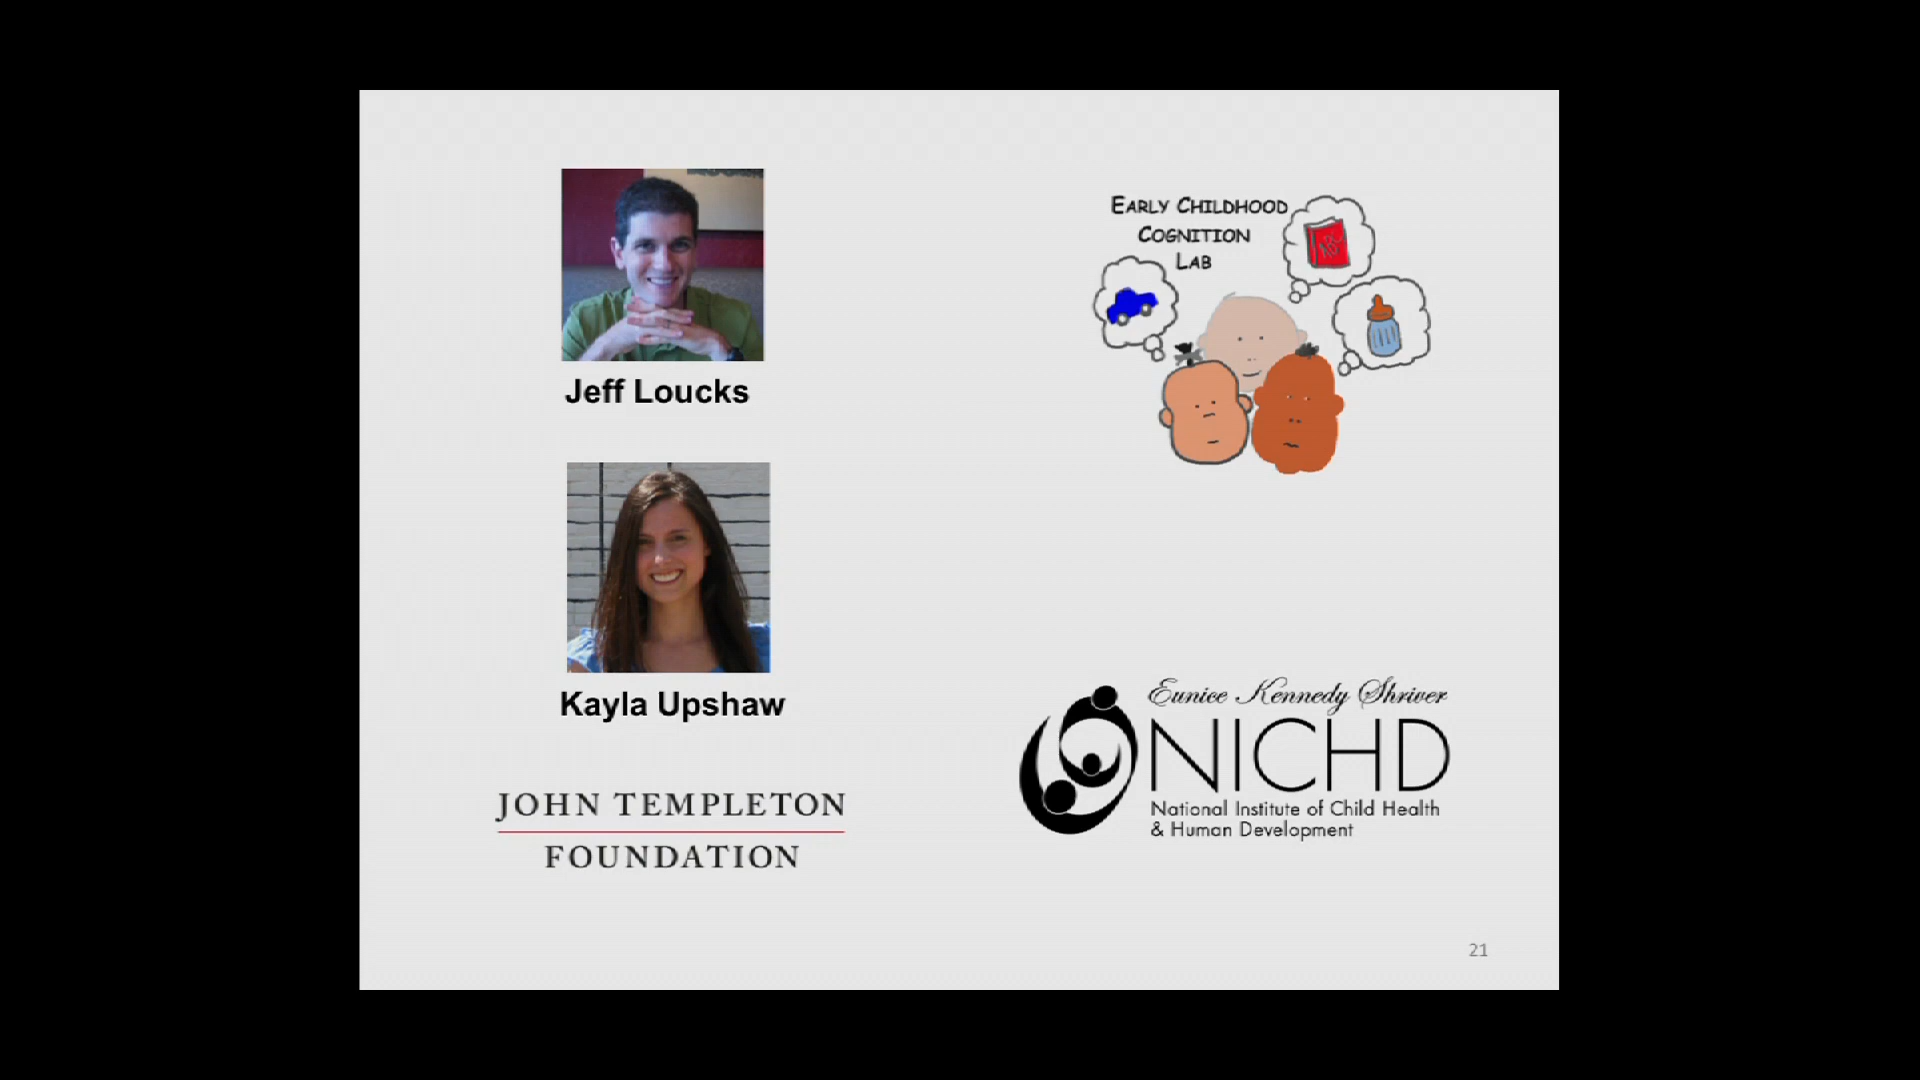 EARLY CHILDHOOD
COGNITION
LAB
ABC
Jeff Loucks
Kayla Upshaw
JOHN TEMPLETON
FOUNDATION
Eunice Kennedy Shriver
NICHD
National Institute of Child Health
& Human Development
21